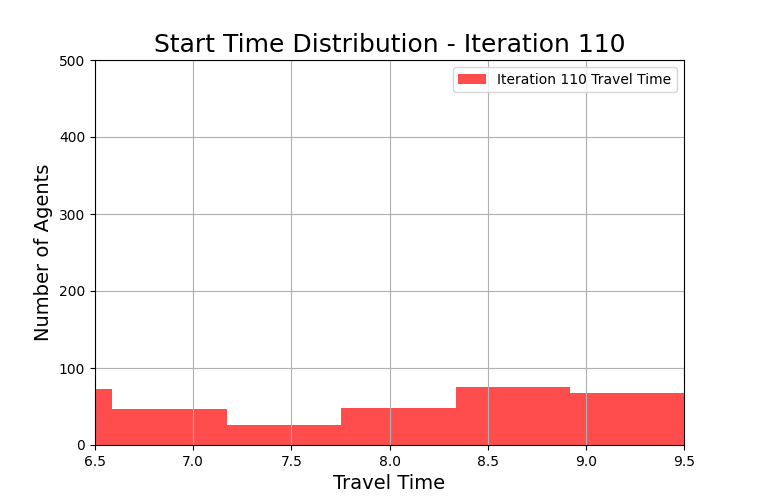 Start Time Distribution - Iteration 110
500
Iteration 110 Travel Time
400
300
200
100
0
Number of Agents
6.5 7.0 7.5 8.0 8.5 9.0 9.5
Travel Time